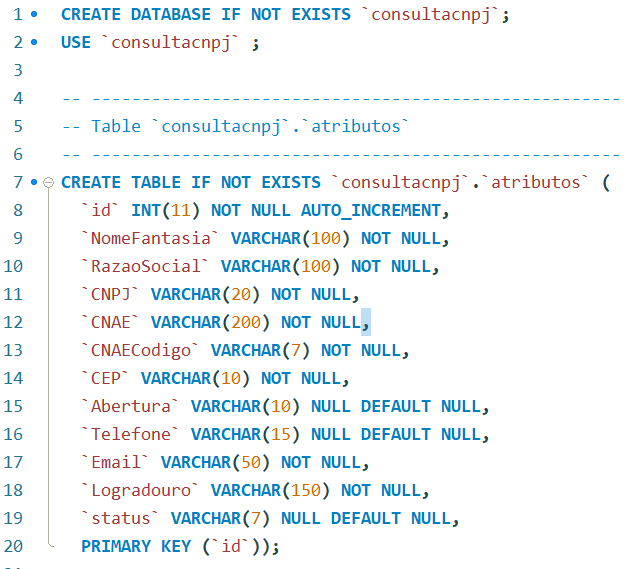 1 CREATE DATABASE IF NOT EXISTS `consultacnpj`;
2 USE `consultacnpj` ;
3
4 -- -----------------------------------------------------
5 -- Table `consultacnpj`.`atributos`
6 -- -----------------------------------------------------
7 CREATE TABLE IF NOT EXISTS `consultacnpj`.`atributos` (
8 `id` INT(11) NOT NULL AUTO_INCREMENT,
9 `NomeFantasia` VARCHAR(100) NOT NULL,
10 `RazaoSocial` VARCHAR(100) NOT NULL,
11 `CNPJ` VARCHAR(20) NOT NULL,
12 `CNAE` VARCHAR(200) NOT NULL,
13 `CNAECodigo` VARCHAR(7) NOT NULL,
14 `CEP` VARCHAR(10) NOT NULL,
15 `Abertura` VARCHAR(10) NULL DEFAULT NULL,
16 `Telefone` VARCHAR(15) NULL DEFAULT NULL,
17 `Email` VARCHAR(50) NOT NULL,
18 `Logradouro` VARCHAR(150) NOT NULL,
19 `status` VARCHAR(7) NULL DEFAULT NULL,
20 PRIMARY KEY (`id`));